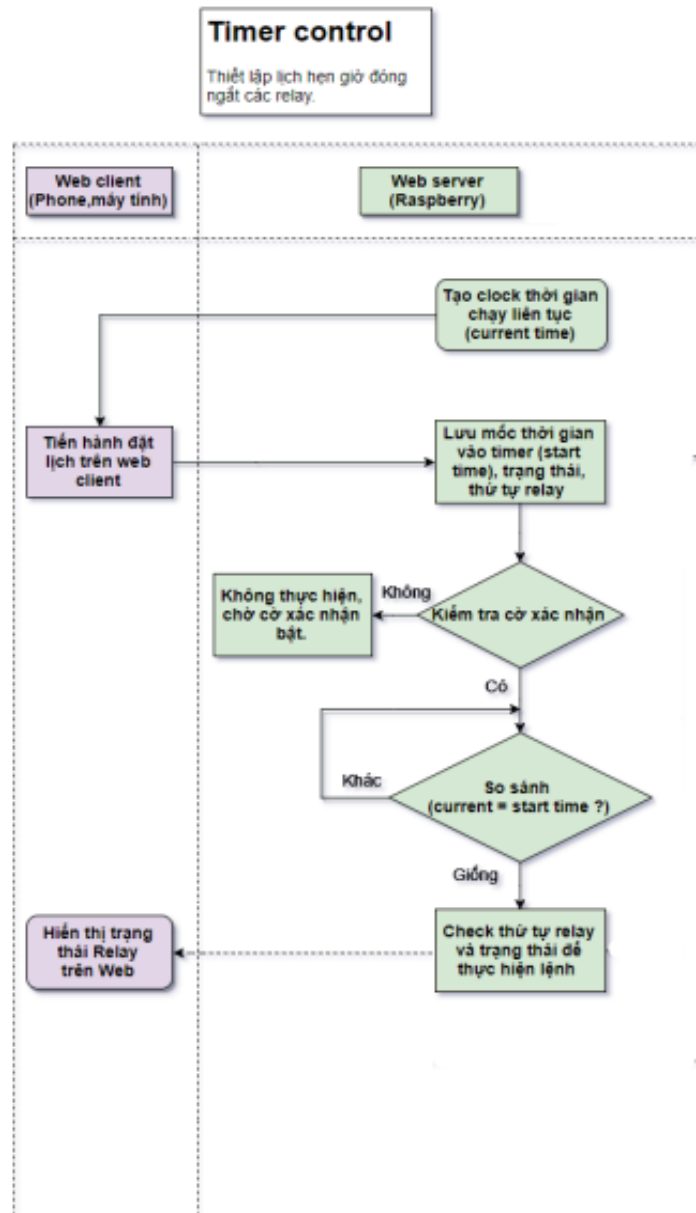 Timer control
Thiết lập lịch hẹn giờ đóng
ngắt các relay.
Web client
(Phone,máy tính)
Web server
(Raspberry)
Tạo clock thời gian
chạy liên tục
(current time)
Tiến hành đặt
lịch trên web
client
Lưu mốc thời gian
vào timer (start
time), trạng thái,
thứ tự relay
Không thực hiện,
chờ cờ xác nhận
bật.
Không
Kiểm tra cờ xác nhận
Có
Khác
So sánh
(current = start time ?)
Giống
Hiển thị trạng
thái Relay
trên Web
Check thứ tự relay
và trạng thái để
thực hiện lệnh